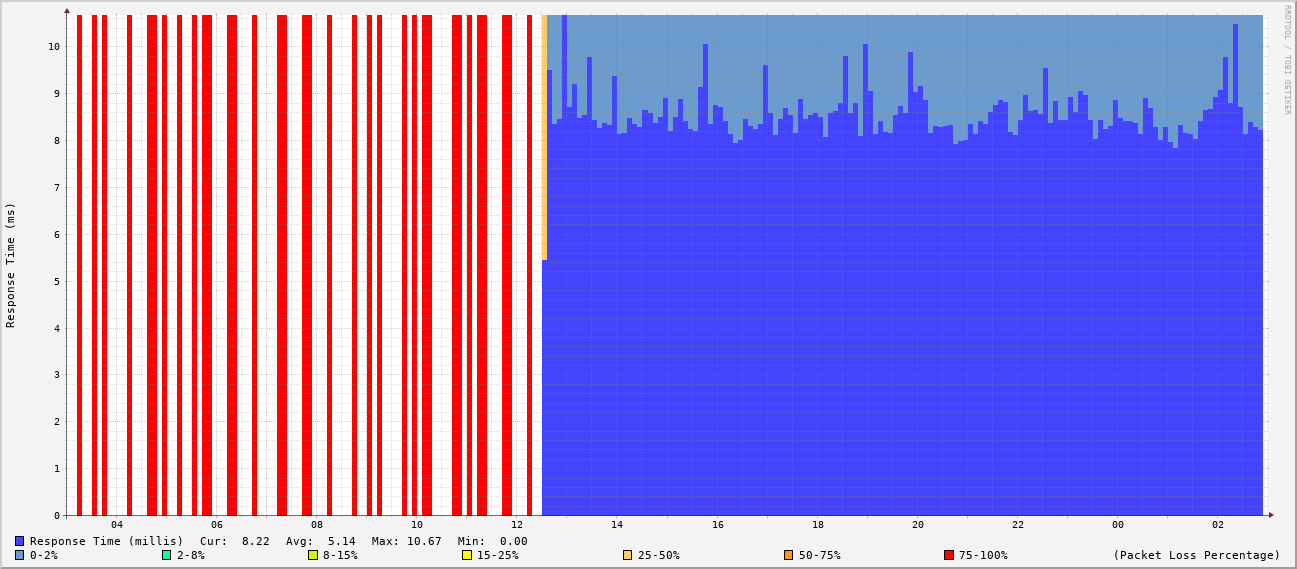 RRDTOOL / TOBI OETIKER
Response Time (ms)
10
9
8
7
6
5
4
3
2
1
0
04 06 08 10 12 14 16 18 20 22 00 02
Response Time (millis) Cur: 8.22 Avg: 5.14 Max: 10.67 Min: 0.00
0-2% 2-8% 8-15% 15-25% 25-50% 50-75% 75-100% (Packet Loss Percentage)